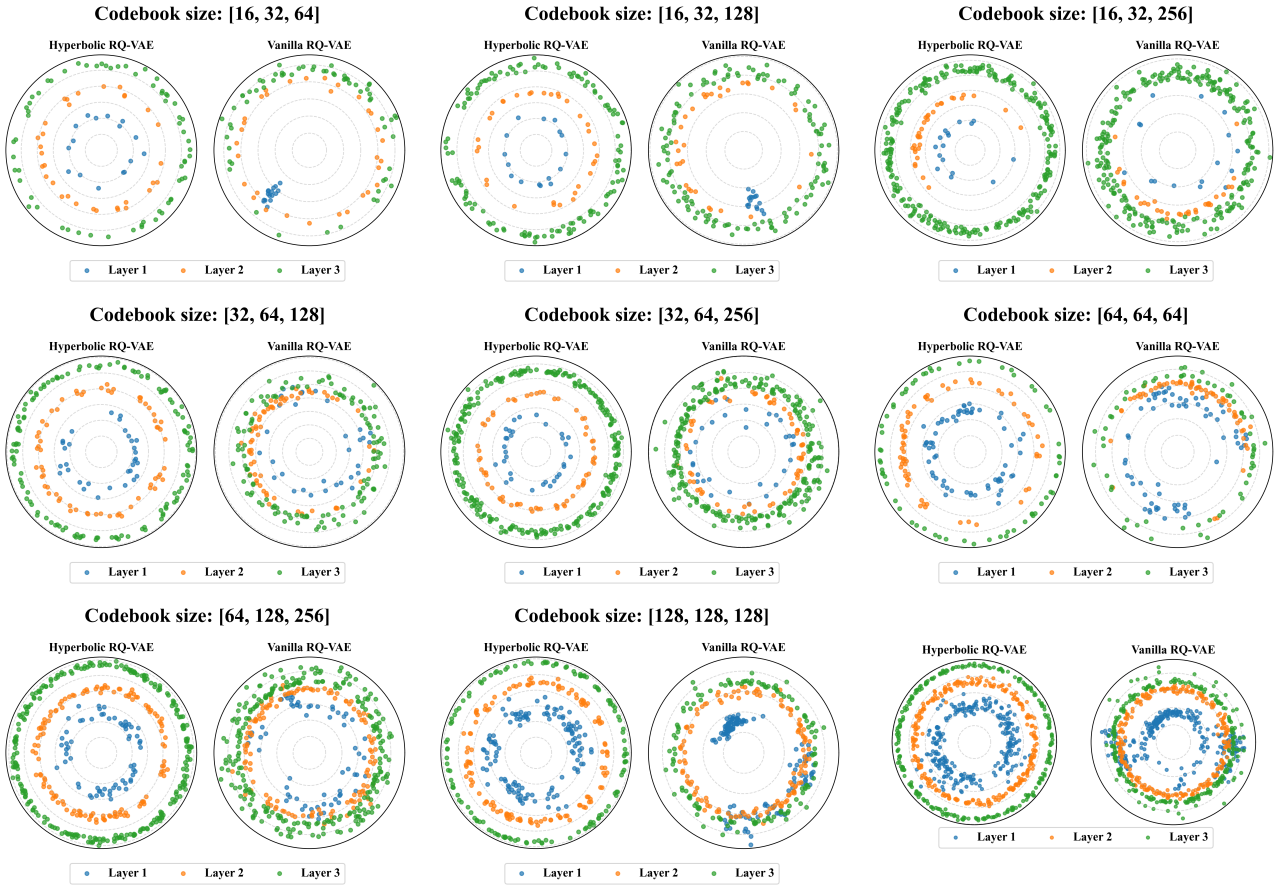 Codebook size: [16, 32, 64]
Hyperbolic RQ-VAE
Vanilla RQ-VAE
Layer 1
Layer 2
Layer 3
Codebook size: [16, 32, 128]
Hyperbolic RQ-VAE
Vanilla RQ-VAE
Layer 1
Layer 2
Layer 3
Codebook size: [16, 32, 256]
Hyperbolic RQ-VAE
Vanilla RQ-VAE
Layer 1
Layer 2
Layer 3
Codebook size: [32, 64, 128]
Hyperbolic RQ-VAE
Vanilla RQ-VAE
Layer 1
Layer 2
Layer 3
Codebook size: [32, 64, 256]
Hyperbolic RQ-VAE
Vanilla RQ-VAE
Layer 1
Layer 2
Layer 3
Codebook size: [64, 64, 64]
Hyperbolic RQ-VAE
Vanilla RQ-VAE
Layer 1
Layer 2
Layer 3
Codebook size: [64, 128, 256]
Hyperbolic RQ-VAE
Vanilla RQ-VAE
Layer 1
Layer 2
Layer 3
Codebook size: [128, 128, 128]
Hyperbolic RQ-VAE
Vanilla RQ-VAE
Layer 1
Layer 2
Layer 3
Hyperbolic RQ-VAE
Vanilla RQ-VAE
Layer 1
Layer 2
Layer 3